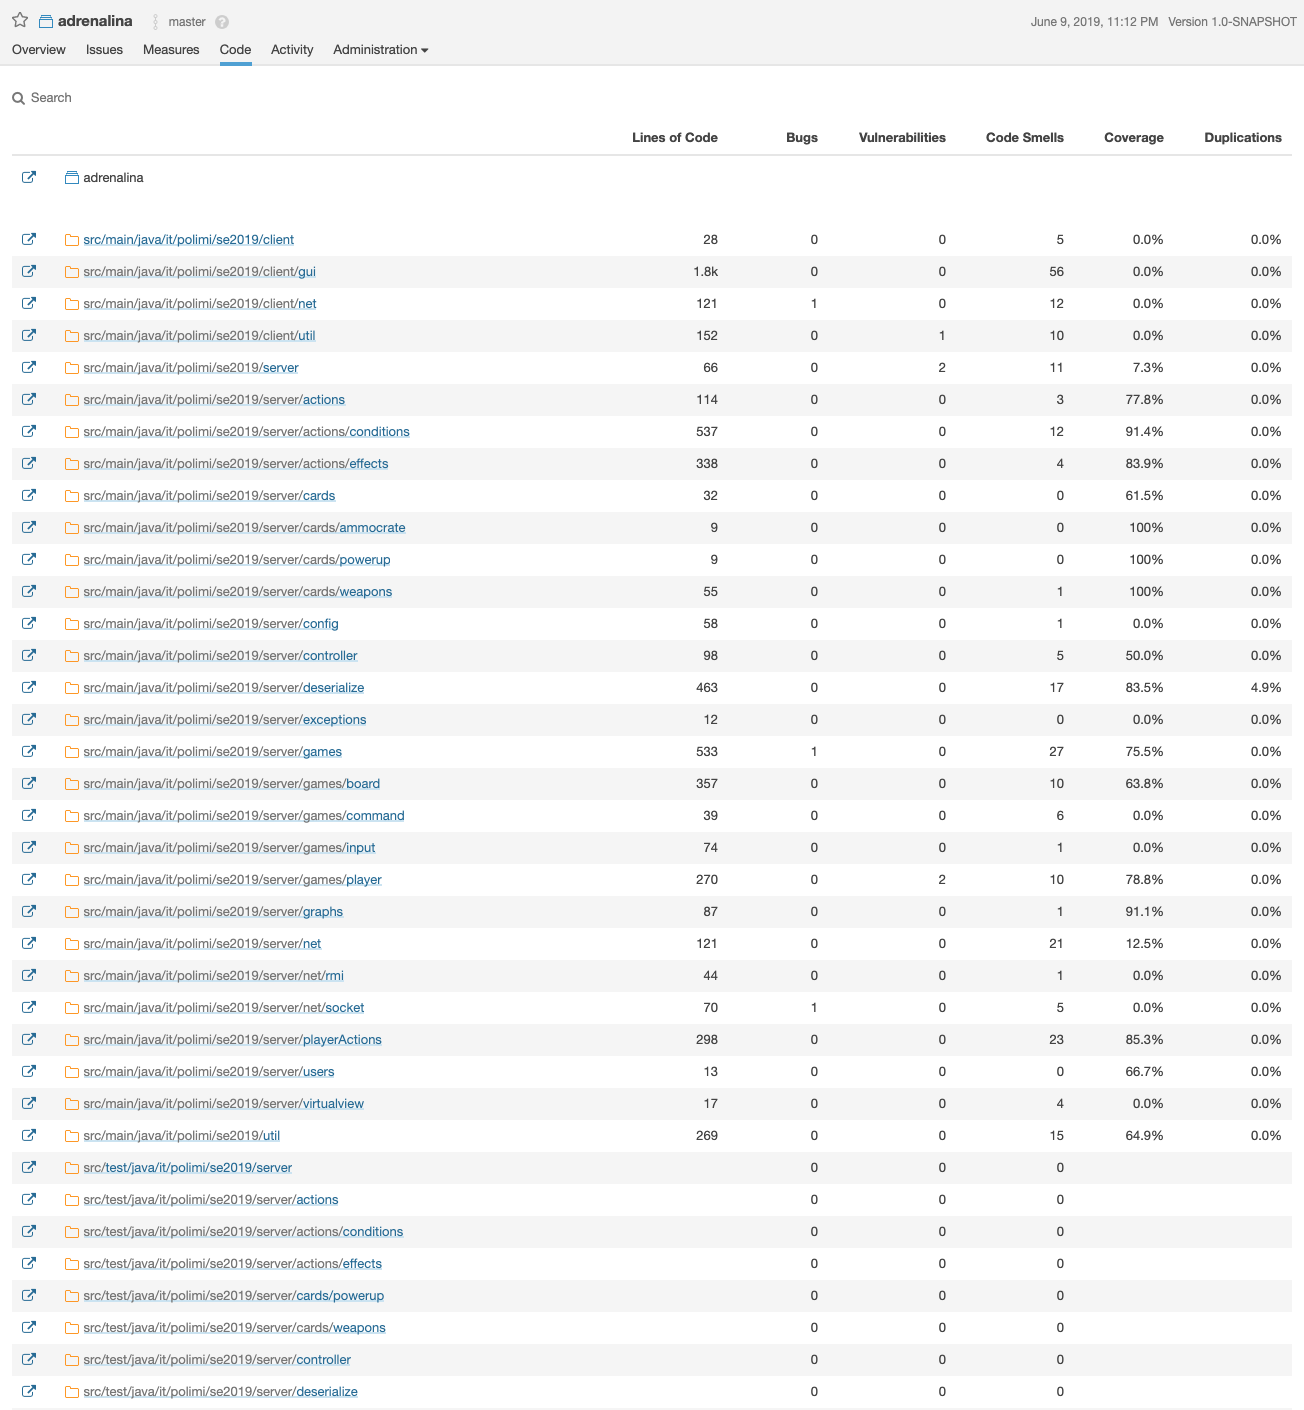 adrenalina master ? June 9, 2019, 11:12 PM Version 1.0-SNAPSHOT
Overview Issues Measures Code Activity Administration
Search
Lines of Code Bugs Vulnerabilities Code Smells Coverage Duplications
adrenalina
src/main/java/it/polimi/se2019/client 28 0 0 5 0.0% 0.0%
src/main/java/it/polimi/se2019/client/gui 1.8k 0 0 56 0.0% 0.0%
src/main/java/it/polimi/se2019/client/net 121 1 0 12 0.0% 0.0%
src/main/java/it/polimi/se2019/client/util 152 0 1 10 0.0% 0.0%
src/main/java/it/polimi/se2019/server 66 0 2 11 7.3% 0.0%
src/main/java/it/polimi/se2019/server/actions 114 0 0 3 77.8% 0.0%
src/main/java/it/polimi/se2019/server/actions/conditions 537 0 0 12 91.4% 0.0%
src/main/java/it/polimi/se2019/server/actions/effects 338 0 0 4 83.9% 0.0%
src/main/java/it/polimi/se2019/server/cards 32 0 0 0 61.5% 0.0%
src/main/java/it/polimi/se2019/server/cards/ammocrate 9 0 0 0 100% 0.0%
src/main/java/it/polimi/se2019/server/cards/powerup 9 0 0 0 100% 0.0%
src/main/java/it/polimi/se2019/server/cards/weapons 55 0 0 1 100% 0.0%
src/main/java/it/polimi/se2019/server/config 58 0 0 1 0.0% 0.0%
src/main/java/it/polimi/se2019/server/controller 98 0 0 5 50.0% 0.0%
src/main/java/it/polimi/se2019/server/deserialize 463 0 0 17 83.5% 4.9%
src/main/java/it/polimi/se2019/server/exceptions 12 0 0 0 0.0% 0.0%
src/main/java/it/polimi/se2019/server/games 533 1 0 27 75.5% 0.0%
src/main/java/it/polimi/se2019/server/games/board 357 0 0 10 63.8% 0.0%
src/main/java/it/polimi/se2019/server/games/command 39 0 0 6 0.0% 0.0%
src/main/java/it/polimi/se2019/server/games/input 74 0 0 1 0.0% 0.0%
src/main/java/it/polimi/se2019/server/games/player 270 0 2 10 78.8% 0.0%
src/main/java/it/polimi/se2019/server/graphs 87 0 0 1 91.1% 0.0%
src/main/java/it/polimi/se2019/server/net 121 0 0 21 12.5% 0.0%
src/main/java/it/polimi/se2019/server/net/rmi 44 0 0 1 0.0% 0.0%
src/main/java/it/polimi/se2019/server/net/socket 70 1 0 5 0.0% 0.0%
src/main/java/it/polimi/se2019/server/playerActions 298 0 0 23 85.3% 0.0%
src/main/java/it/polimi/se2019/server/users 13 0 0 0 66.7% 0.0%
src/main/java/it/polimi/se2019/server/virtualview 17 0 0 4 0.0% 0.0%
src/main/java/it/polimi/se2019/util 269 0 0 15 64.9% 0.0%
src/test/java/it/polimi/se2019/server 0 0 0
src/test/java/it/polimi/se2019/server/actions 0 0 0
src/test/java/it/polimi/se2019/server/actions/conditions 0 0 0
src/test/java/it/polimi/se2019/server/actions/effects 0 0 0
src/test/java/it/polimi/se2019/server/cards/powerup 0 0 0
src/test/java/it/polimi/se2019/server/cards/weapons 0 0 0
src/test/java/it/polimi/se2019/server/controller 0 0 0
src/test/java/it/polimi/se2019/server/deserialize 0 0 0